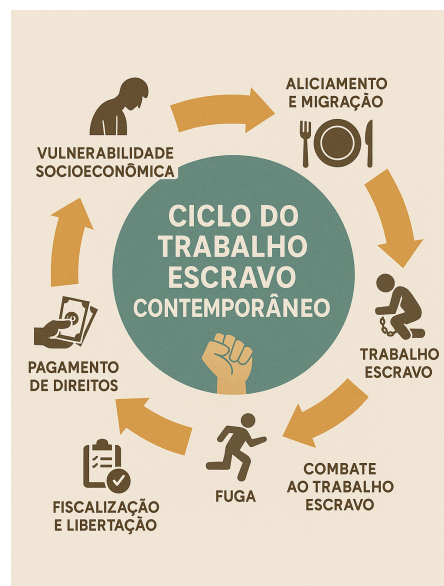 CICLO DO
TRABALHO
ESCRAVO
CONTEMPORÂNEO
VULNERABILIDADE
SOCIOECONÔMICA
ALICIAMENTO
E MIGRAÇÃO
TRABALHO
ESCRAVO
COMBATE
AO TRABALHO
ESCRAVO
FUGA
FISCALIZAÇÃO
E LIBERTAÇÃO
PAGAMENTO
DE DIREITOS